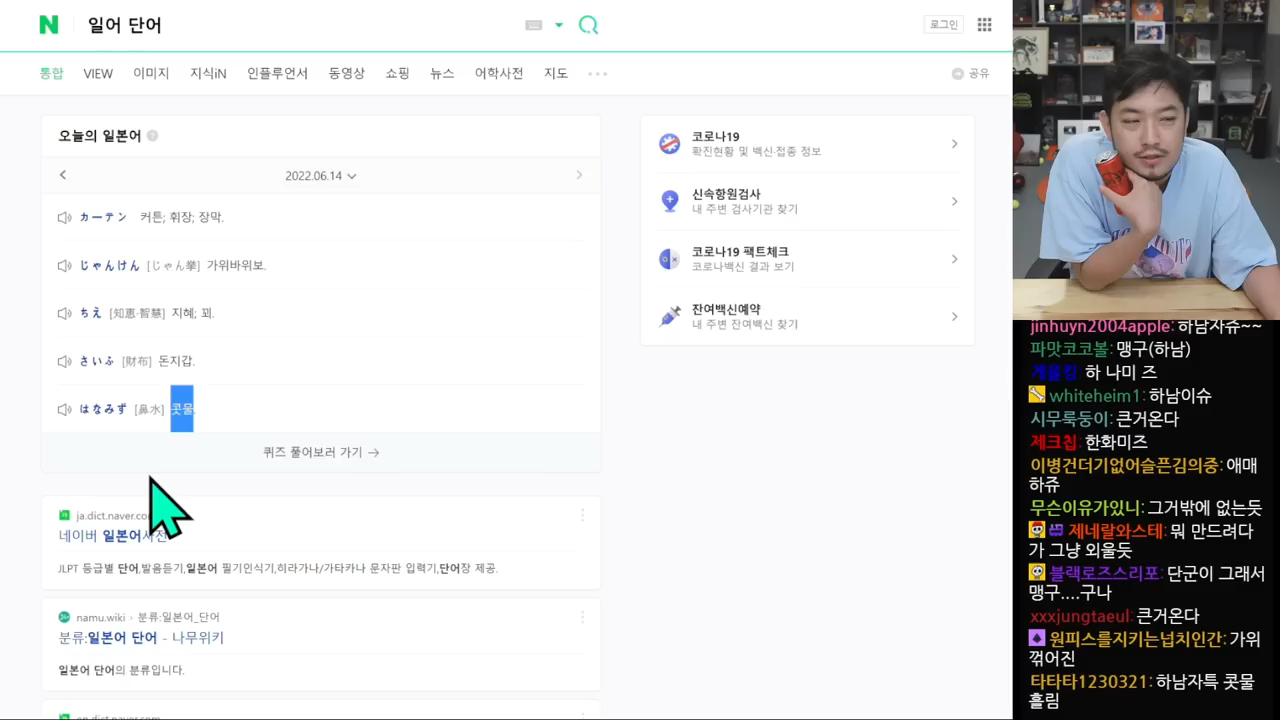 N 일어 단어
로그인
통합 VIEW 이미지 지식iN 인플루언서 동영상 쇼핑 뉴스 어학사전 지도
공유
오늘의 일본어
2022.06.14
カーテン 커튼; 휘장; 장막.
じゃんけん [じゃん拳] 가위바위보.
ちえ [知恵·智慧] 지혜; 꾀.
さいふ [財布] 돈지갑.
はなみず [鼻水] 콧물
퀴즈 풀어보러 가기 →
ja.dict.naver.co
네이버 일본어사전
JLPT 등급별 단어,발음듣기,일본어 필기인식기,히라가나/가타카나 문자판 입력기,단어장 제공.
namu.wiki › 분류:일본어_단어
분류:일본어 단어 - 나무위키
일본어 단어의 분류입니다.
코로나19
확진현황 및 백신·접종 정보
신속항원검사
내 주변 검사기관 찾기
코로나19 팩트체크
코로나백신 결과 보기
잔여백신예약
내 주변 잔여백신 찾기
jinhuyn2004apple: 하남자슈~~
파맛코코볼: 맹구(하남)
게울킹: 하 나미 즈
whiteheim1: 하남이슈
시무룩둥이: 큰거온다
제크칩: 한화미즈
이병건더기없어슬픈김의중: 애매
하쥬
무슨이유가있니: 그거밖에 없는듯
제네랄와스테: 뭐 만드려다
가 그냥 외울듯
블랙로즈스리포: 단군이 그래서
맹구....구나
xxxjungtaeul: 큰거온다
원피스를지키는넙치인간: 가위
꺾어진
타타타1230321: 하남자특 콧물
흘림